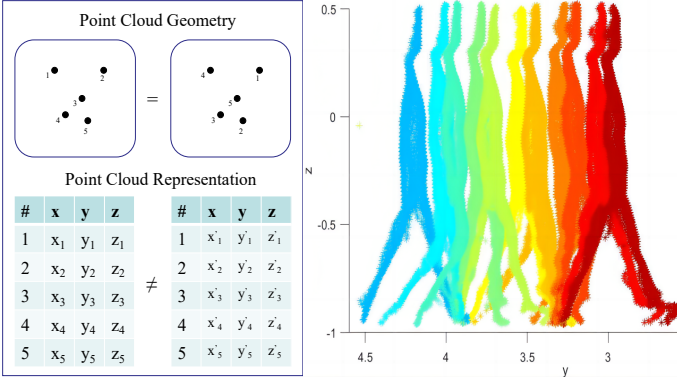 Point Cloud Geometry
1 2 3 4 5
=
4 1 5 3 2
Point Cloud Representation
# x y z
1 x₁ y₁ z₁
2 x₂ y₂ z₂
3 x₃ y₃ z₃
4 x₄ y₄ z₄
5 x₅ y₅ z₅
≠
# x y z
1 x'₁ y'₁ z'₁
2 x'₂ y'₂ z'₂
3 x'₃ y'₃ z'₃
4 x'₄ y'₄ z'₄
5 x'₅ y'₅ z'₅
0.5
0
z
-0.5
-1
4.5 4 3.5 3
y